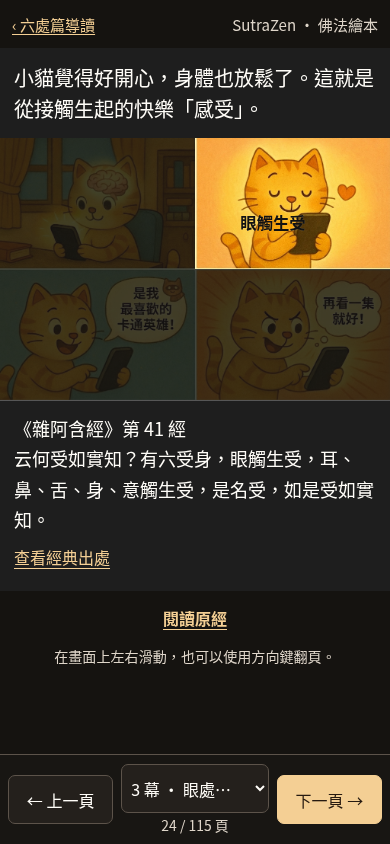 ‹ 六處篇導讀
SutraZen · 佛法繪本
小貓覺得好開心，身體也放鬆了。這就是
從接觸生起的快樂「感受」。
眼觸生受
是我
最喜歡的
卡通英雄！
再看一集
就好！
《雜阿含經》第 41 經
云何受如實知？有六受身，眼觸生受，耳、
鼻、舌、身、意觸生受，是名受，如是受如實
知。
查看經典出處
閱讀原經
在畫面上左右滑動，也可以使用方向鍵翻頁。
← 上一頁
3 幕 · 眼處⋯
下一頁 →
24 / 115 頁